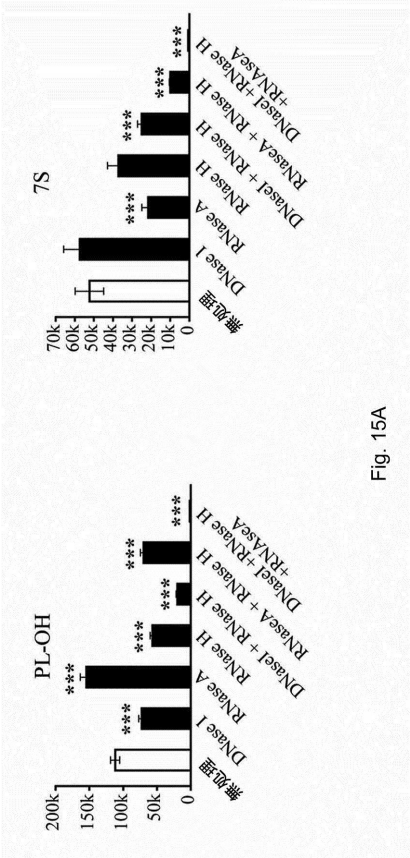 PL-OH
200k
150k
100k
50k
0
***
***
***
***
***
***
無処理
DNase I
RNase A
RNase H
DNaseI + RNase H
RNaseA + RNase H
DNaseI+RNase H
+RNAseA
7S
70k
60k
50k
40k
30k
20k
10k
0
***
***
***
***
無処理
DNase I
RNase A
RNase H
DNaseI + RNase H
RNaseA + RNase H
DNaseI+RNase H
+RNAseA
Fig. 15A